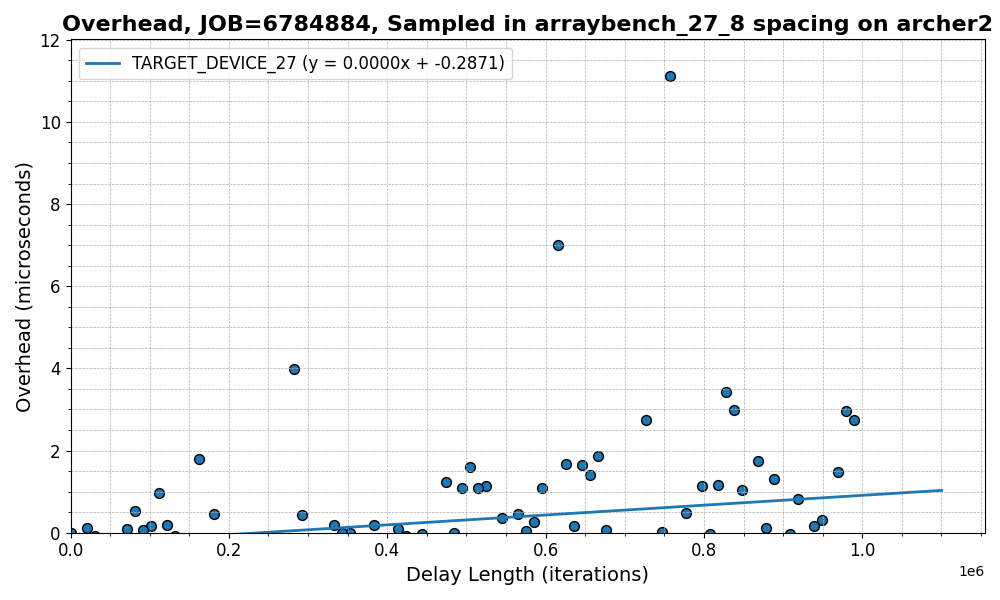 Overhead, JOB=6784884, Sampled in arraybench_27_8 spacing on archer2
TARGET_DEVICE_27 (y = 0.0000x + -0.2871)
Overhead (microseconds)
12
10
8
6
4
2
0
0.0 0.2 0.4 0.6 0.8 1.0
1e6
Delay Length (iterations)